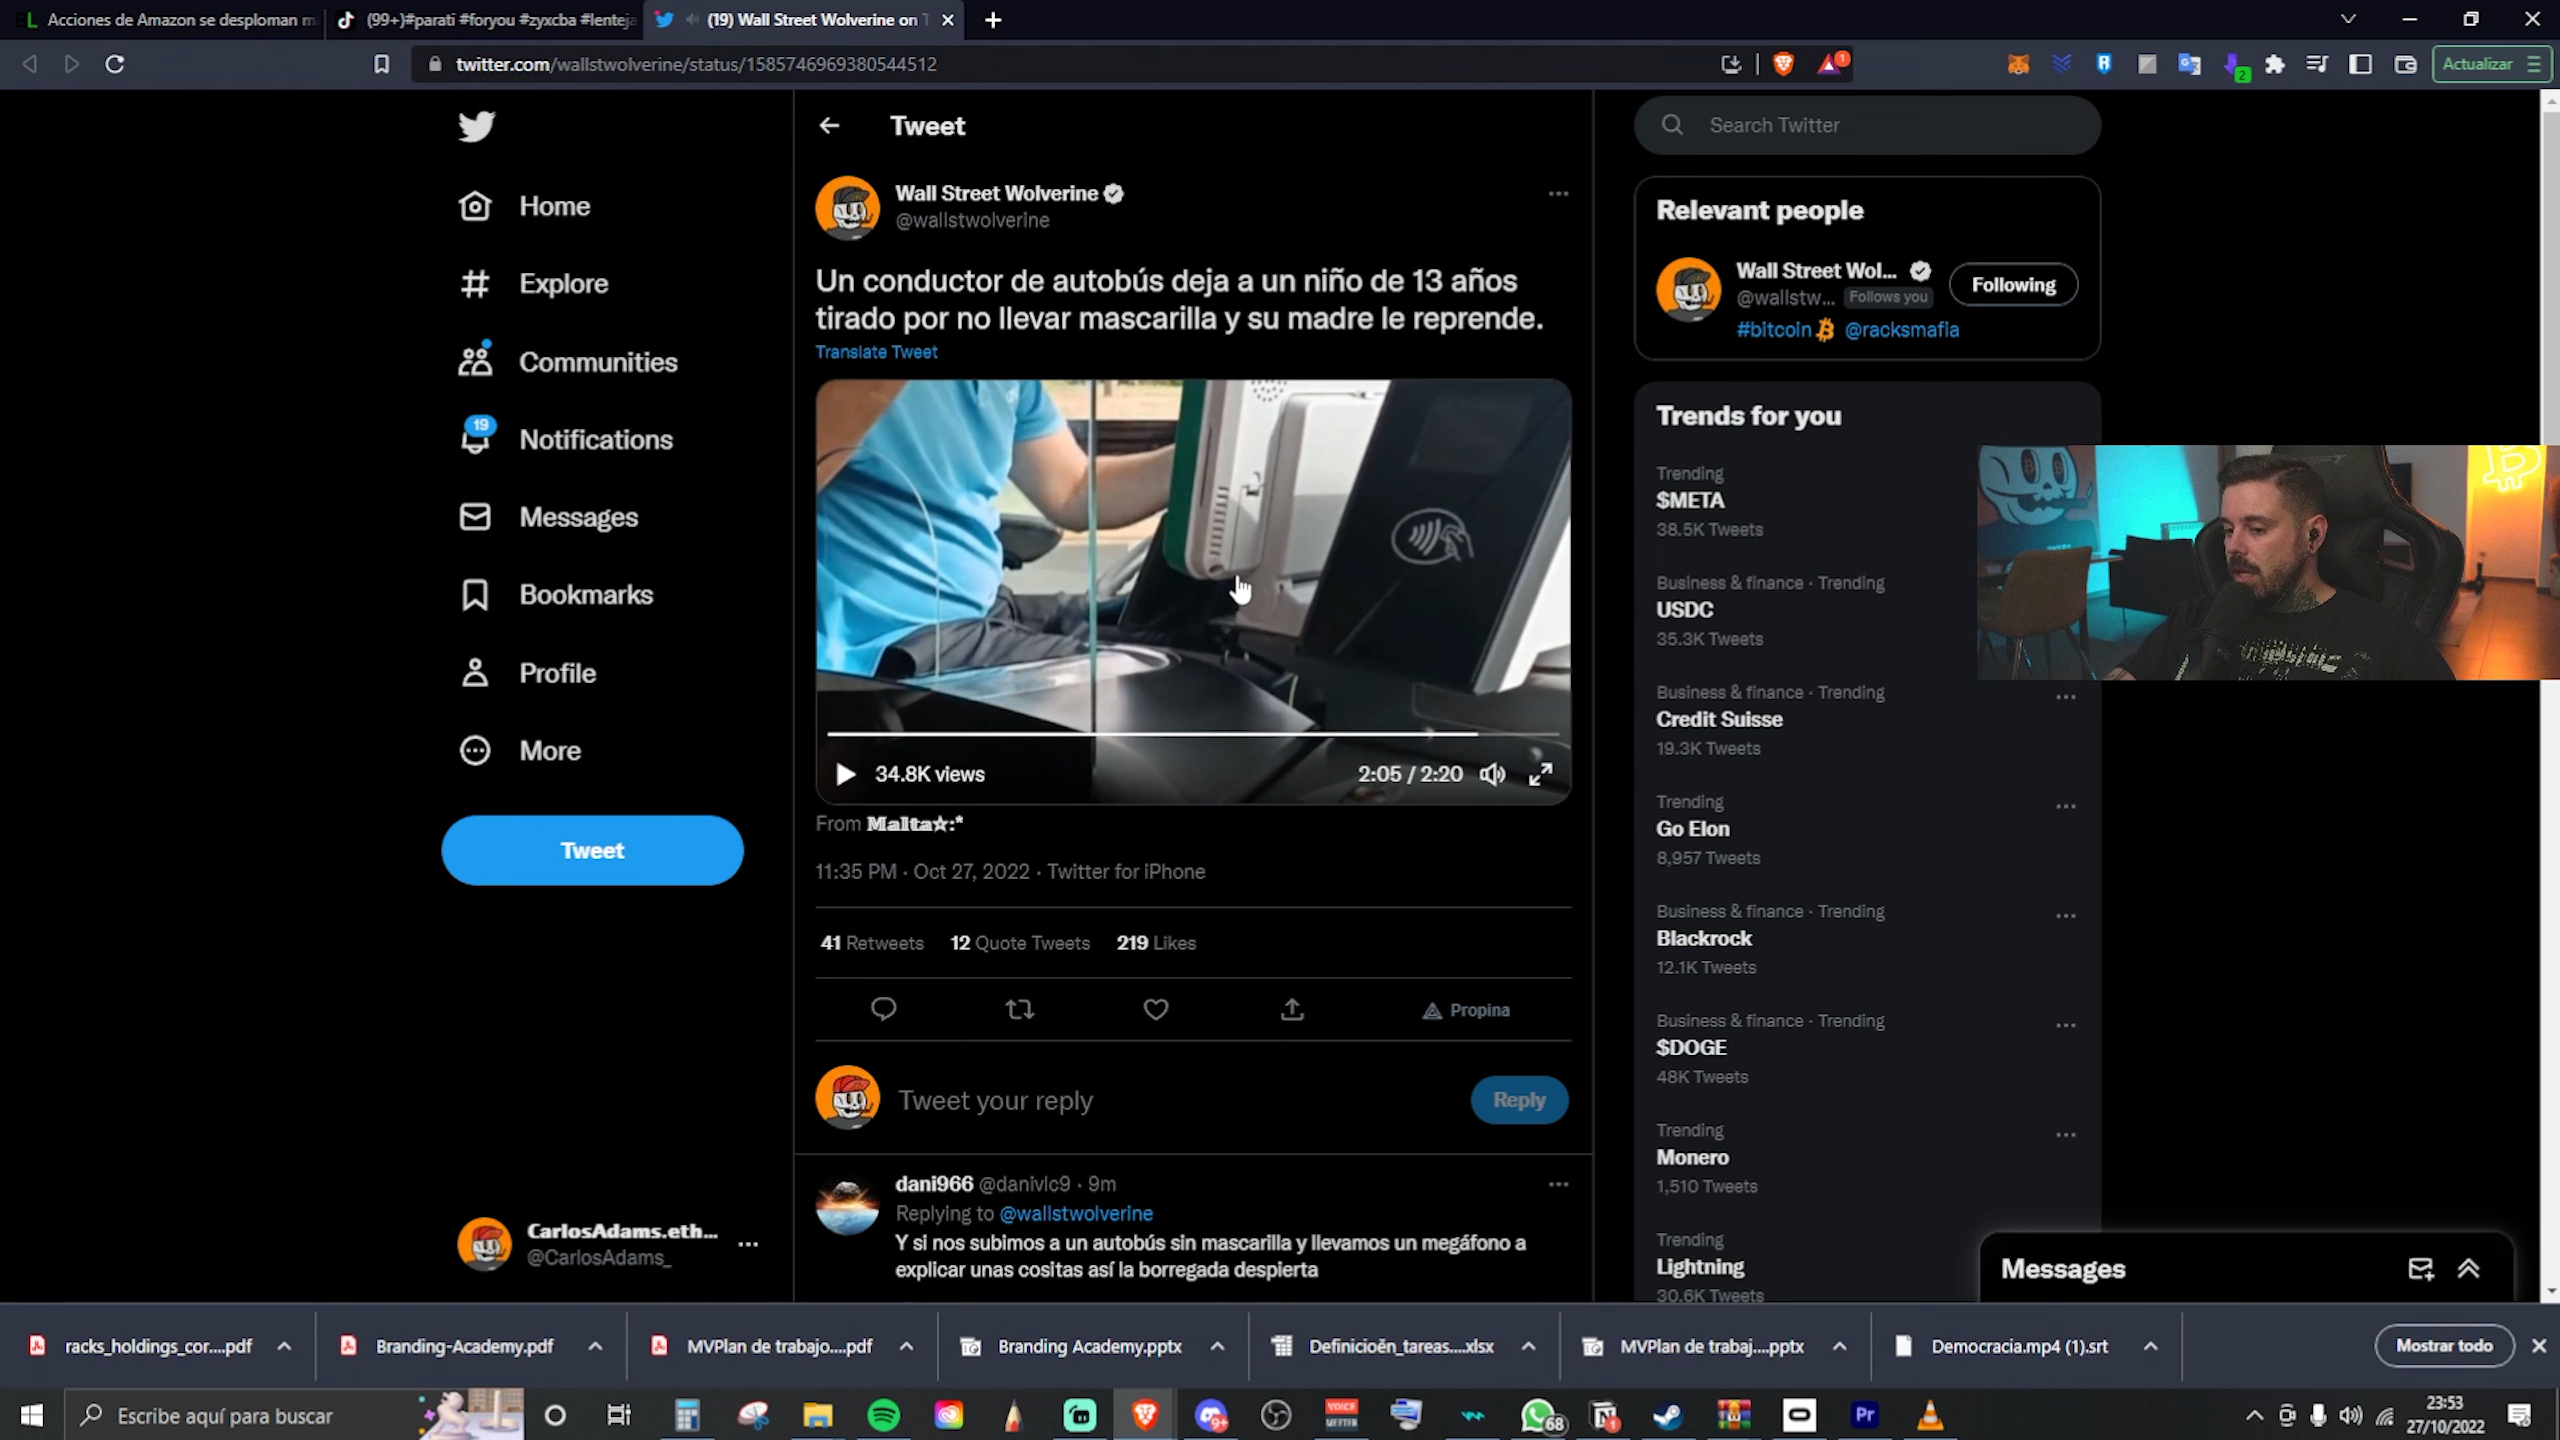 Acciones de Amazon se desploman m
(99+)#parati #foryou #zyxcba #lenteja
(19) Wall Street Wolverine on T
twitter.com/wallstwolverine/status/1585746969380544512
1
2
Actualizar
Home
Explore
Communities
19
Notifications
Messages
Bookmarks
Profile
More
Tweet
CarlosAdams.eth...
@CarlosAdams_
Tweet
Wall Street Wolverine
@wallstwolverine
Un conductor de autobús deja a un niño de 13 años
tirado por no llevar mascarilla y su madre le reprende.
Translate Tweet
34.8K views
2:05 / 2:20
From Malta☆:*
11:35 PM · Oct 27, 2022 · Twitter for iPhone
41 Retweets 12 Quote Tweets 219 Likes
Propina
Tweet your reply
Reply
dani966 @danivlc9 · 9m
Replying to @wallstwolverine
Y si nos subimos a un autobús sin mascarilla y llevamos un megáfono a
explicar unas cositas así la borregada despierta
Search Twitter
Relevant people
Wall Street Wol...
@wallstw... Follows you
Following
#bitcoin @racksmafia
Trends for you
Trending
$META
38.5K Tweets
Business & finance · Trending
USDC
35.3K Tweets
Business & finance · Trending
Credit Suisse
19.3K Tweets
Trending
Go Elon
8,957 Tweets
Business & finance · Trending
Blackrock
12.1K Tweets
Business & finance · Trending
$DOGE
48K Tweets
Trending
Monero
1,510 Tweets
Trending
Lightning
30.6K Tweets
Messages
racks_holdings_cor....pdf
Branding-Academy.pdf
MVPlan de trabajo....pdf
Branding Academy.pptx
Definicioěn_tareas....xlsx
MVPlan de trabaj....pptx
Democracia.mp4 (1).srt
Mostrar todo
Escribe aquí para buscar
9+
VOICE
68
1
Pr
23:53
27/10/2022